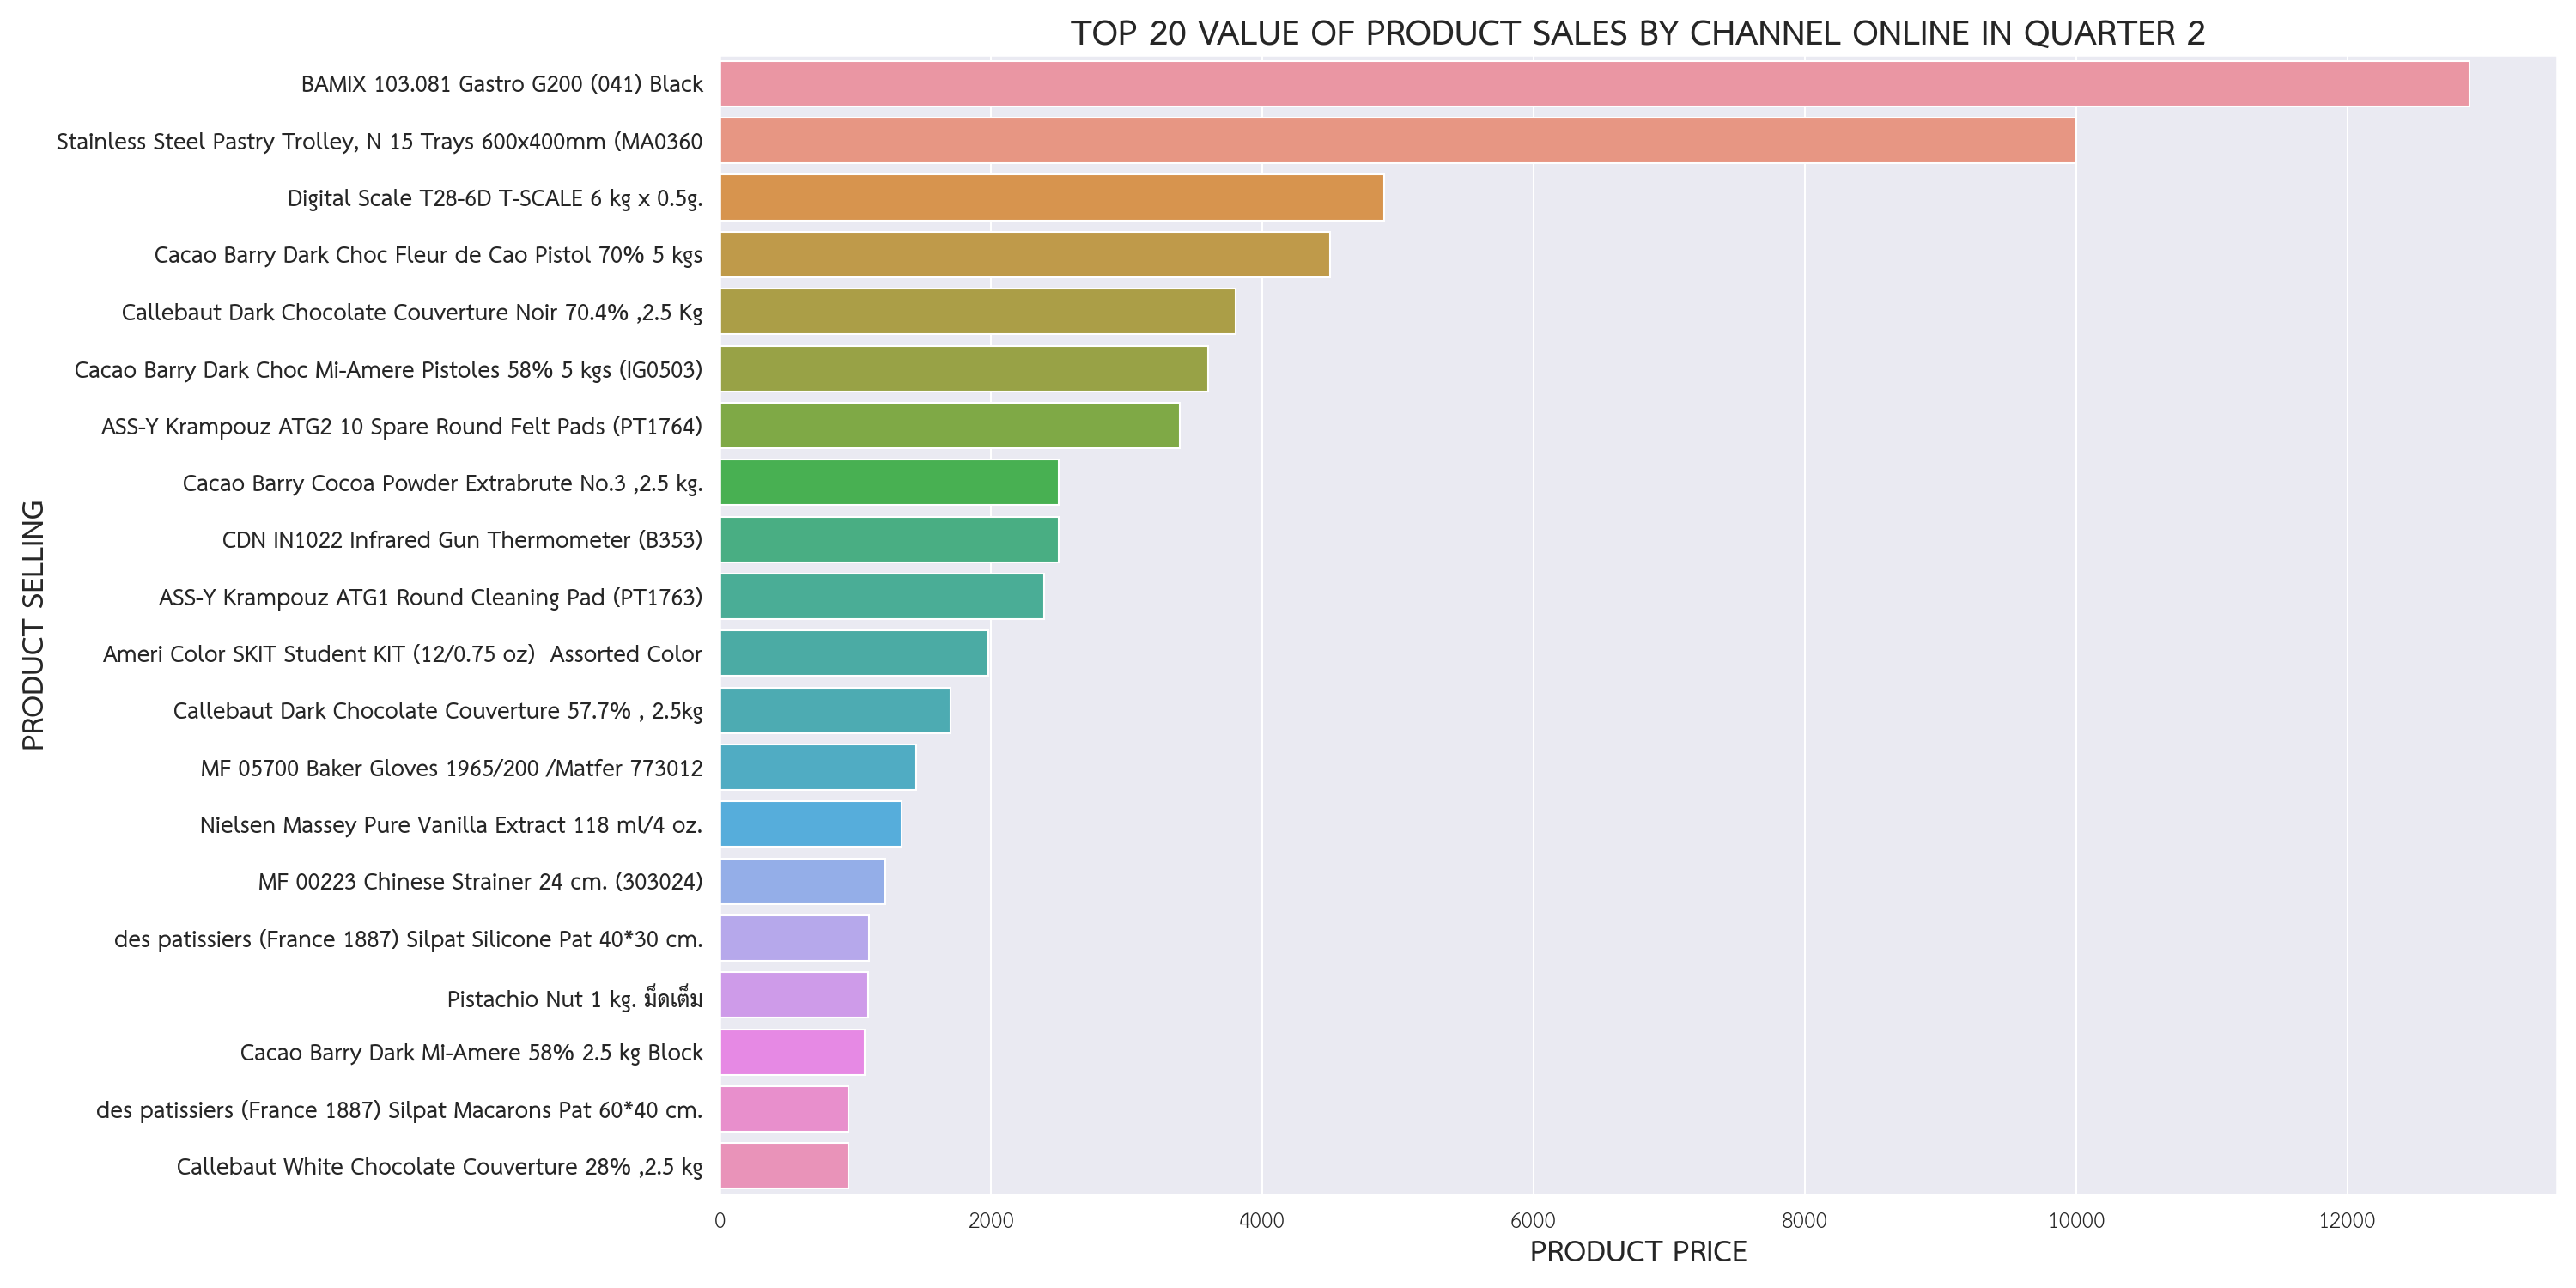 TOP 20 VALUE OF PRODUCT SALES BY CHANNEL ONLINE IN QUARTER 2
PRODUCT SELLING
BAMIX 103.081 Gastro G200 (041) Black
Stainless Steel Pastry Trolley, N 15 Trays 600x400mm (MA0360
Digital Scale T28-6D T-SCALE 6 kg x 0.5g.
Cacao Barry Dark Choc Fleur de Cao Pistol 70% 5 kgs
Callebaut Dark Chocolate Couverture Noir 70.4% ,2.5 Kg
Cacao Barry Dark Choc Mi-Amere Pistoles 58% 5 kgs (IG0503)
ASS-Y Krampouz ATG2 10 Spare Round Felt Pads (PT1764)
Cacao Barry Cocoa Powder Extrabrute No.3 ,2.5 kg.
CDN IN1022 Infrared Gun Thermometer (B353)
ASS-Y Krampouz ATG1 Round Cleaning Pad (PT1763)
Ameri Color SKIT Student KIT (12/0.75 oz)  Assorted Color
Callebaut Dark Chocolate Couverture 57.7% , 2.5kg
MF 05700 Baker Gloves 1965/200 /Matfer 773012
Nielsen Massey Pure Vanilla Extract 118 ml/4 oz.
MF 00223 Chinese Strainer 24 cm. (303024)
des patissiers (France 1887) Silpat Silicone Pat 40*30 cm.
Pistachio Nut 1 kg. ม็ดเต็ม
Cacao Barry Dark Mi-Amere 58% 2.5 kg Block
des patissiers (France 1887) Silpat Macarons Pat 60*40 cm.
Callebaut White Chocolate Couverture 28% ,2.5 kg
0 2000 4000 6000 8000 10000 12000
PRODUCT PRICE